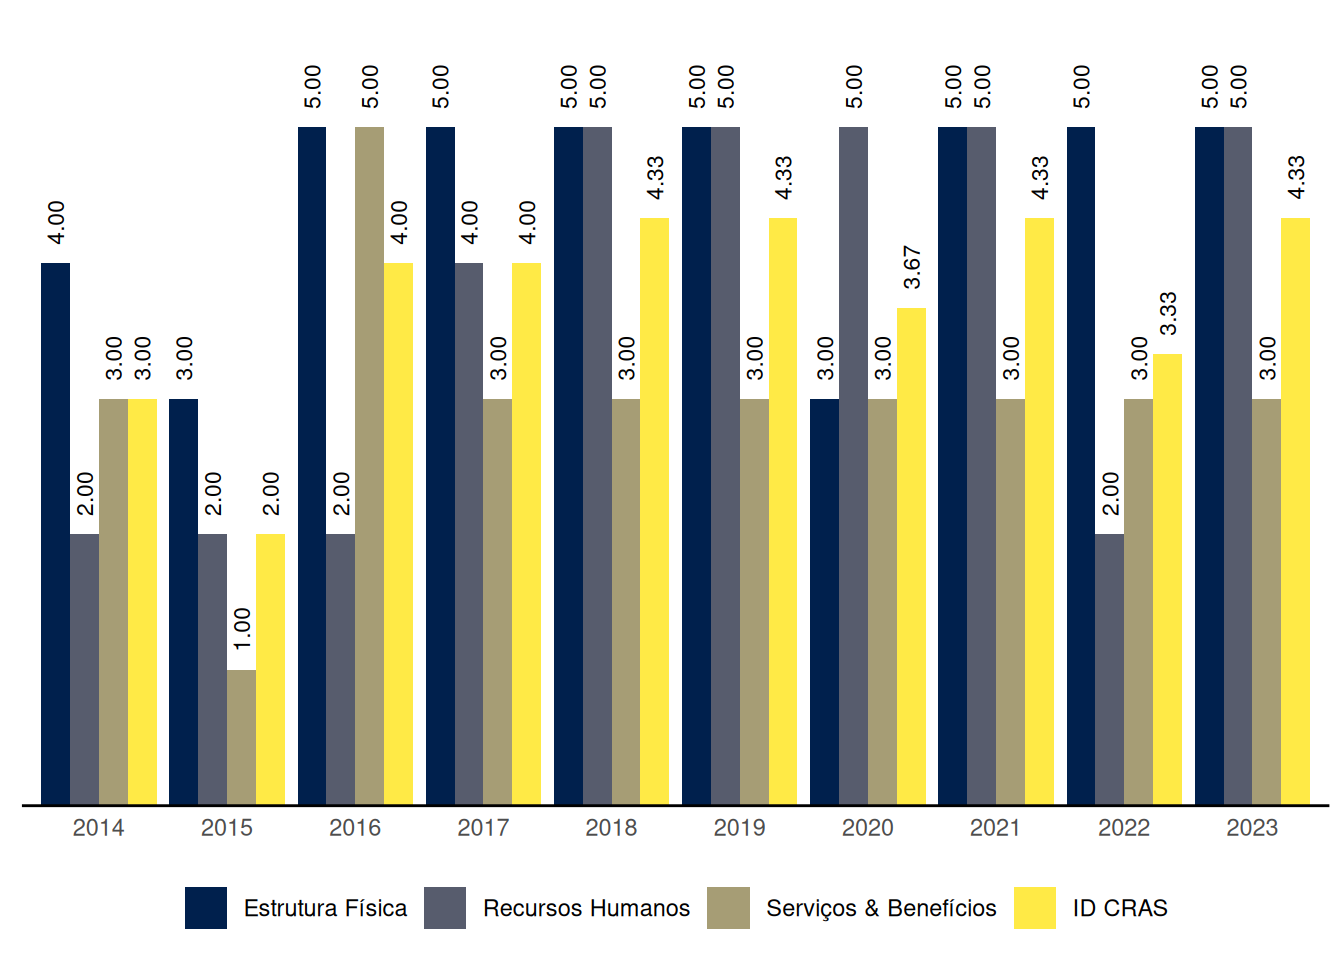 5.00 5.00 5.00 5.00 5.00 5.00 5.00 5.00 5.00 5.00 5.00 5.00 5.00
4.33 4.33 4.33 4.33
4.00 4.00 4.00 4.00
3.67
3.33
3.00 3.00 3.00 3.00 3.00 3.00 3.00 3.00 3.00 3.00 3.00
2.00 2.00 2.00 2.00 2.00
1.00
2014 2015 2016 2017 2018 2019 2020 2021 2022 2023
Estrutura Física Recursos Humanos Serviços & Benefícios ID CRAS